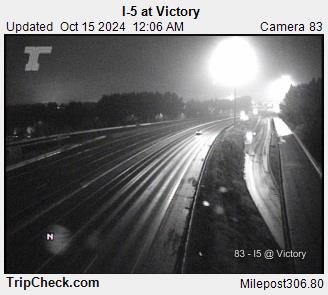 I-5 at Victory
Updated Oct 15 2024 12:06 AM Camera 83
T
N
83 - I5 @ Victory
TripCheck.com Milepost306.80